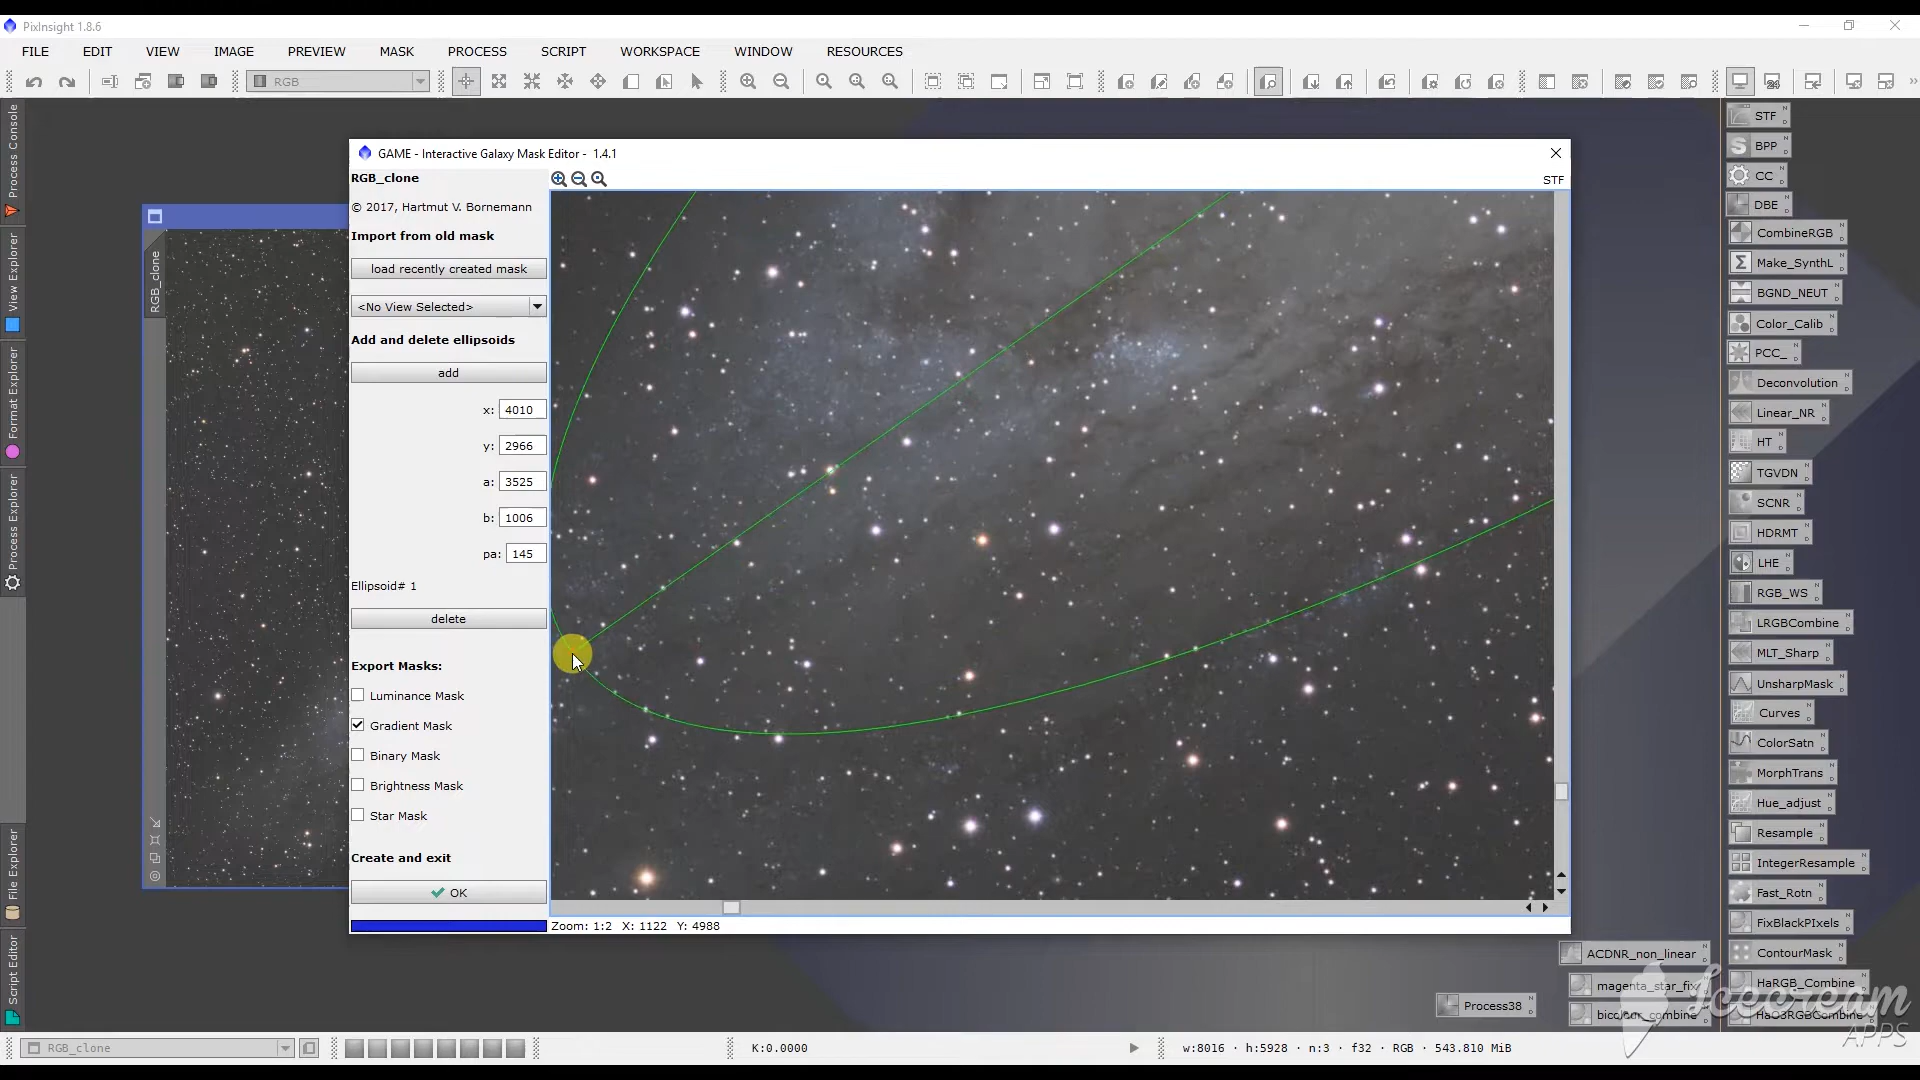 PixInsight 1.8.6
FILE EDIT VIEW IMAGE PREVIEW MASK PROCESS SCRIPT WORKSPACE WINDOW RESOURCES
RGB
Process Console
View Explorer
Format Explorer
Process Explorer
File Explorer
Script Editor
RGB_clone
GAME - Interactive Galaxy Mask Editor - 1.4.1
RGB_clone
STF
© 2017, Hartmut V. Bornemann
Import from old mask
load recently created mask
<No View Selected>
Add and delete ellipsoids
add
x: 4010
y: 2966
a: 3525
b: 1006
pa: 145
Ellipsoid# 1
delete
Export Masks:
Luminance Mask
Gradient Mask
Binary Mask
Brightness Mask
Star Mask
Create and exit
OK
Zoom: 1:2 X: 1122 Y: 4988
STF
BPP
CC
DBE
CombineRGB
Make_SynthL
BGND_NEUT
Color_Calib
PCC_
Deconvolution
Linear_NR
HT
TGVDN
SCNR
HDRMT
LHE
RGB_WS
LRGBCombine
MLT_Sharp
UnsharpMask
Curves
ColorSatn
MorphTrans
Hue_adjust
Resample
IntegerResample
Fast_Rotn
FixBlackPIxels
ContourMask
HaRGB_Combine
HaO3RGBCombine
ACDNR_non_linear
magenta_star_fix
bicolour_combine
Process38
Icecream
APPS
RGB_clone
K:0.0000
w:8016 · h:5928 · n:3 · f32 · RGB · 543.810 MiB